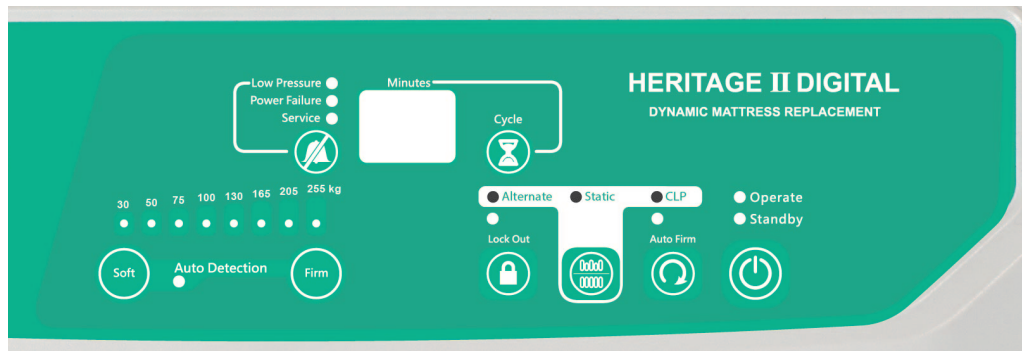 Low Pressure
Power Failure
Service
Minutes
Cycle
HERITAGE II DIGITAL
DYNAMIC MATTRESS REPLACEMENT
30 50 75 100 130 165 205 255 kg
Soft
Auto Detection
Firm
Alternate
Static
CLP
Lock Out
Auto Firm
Operate
Standby